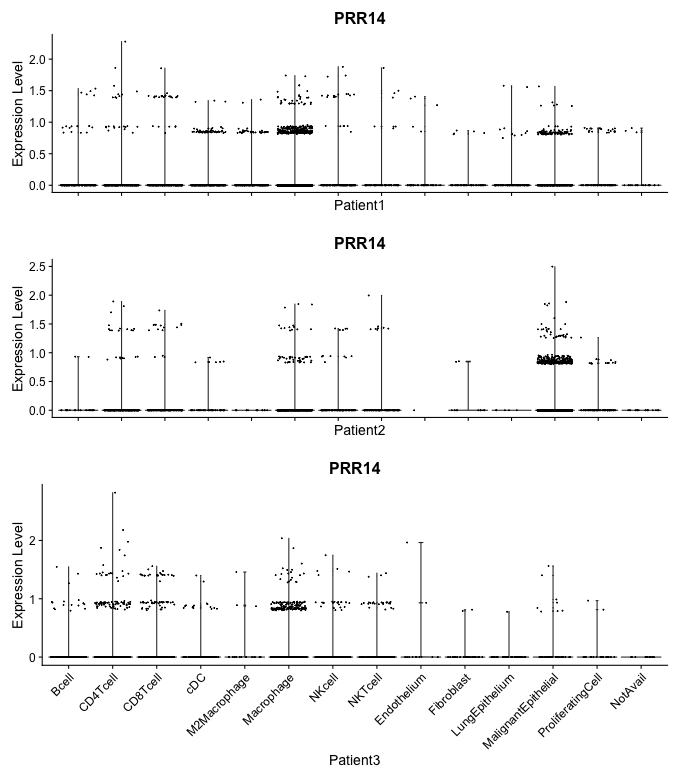 PRR14
2.0
1.5
1.0
0.5
0.0
Expression Level
Patient1
PRR14
2.5
2.0
1.5
1.0
0.5
0.0
Expression Level
Patient2
PRR14
2
1
0
Expression Level
Bcell
CD4Tcell
CD8Tcell
cDC
M2Macrophage
Macrophage
NKcell
NKTcell
Endothelium
Fibroblast
LungEpithelium
MalignantEpithelial
ProliferatingCell
NotAvail
Patient3